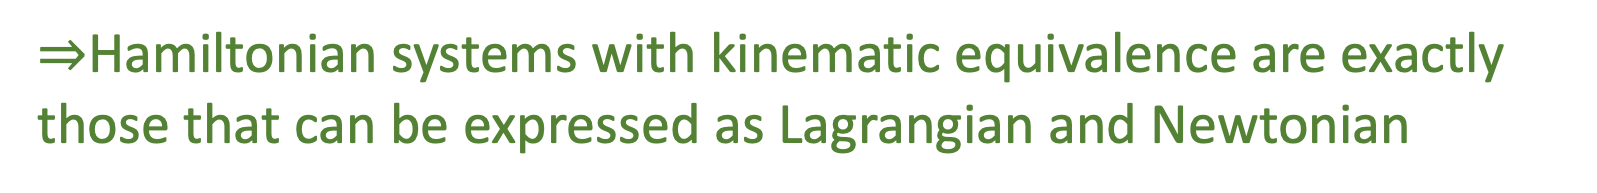 ⇒Hamiltonian systems with kinematic equivalence are exactly
those that can be expressed as Lagrangian and Newtonian